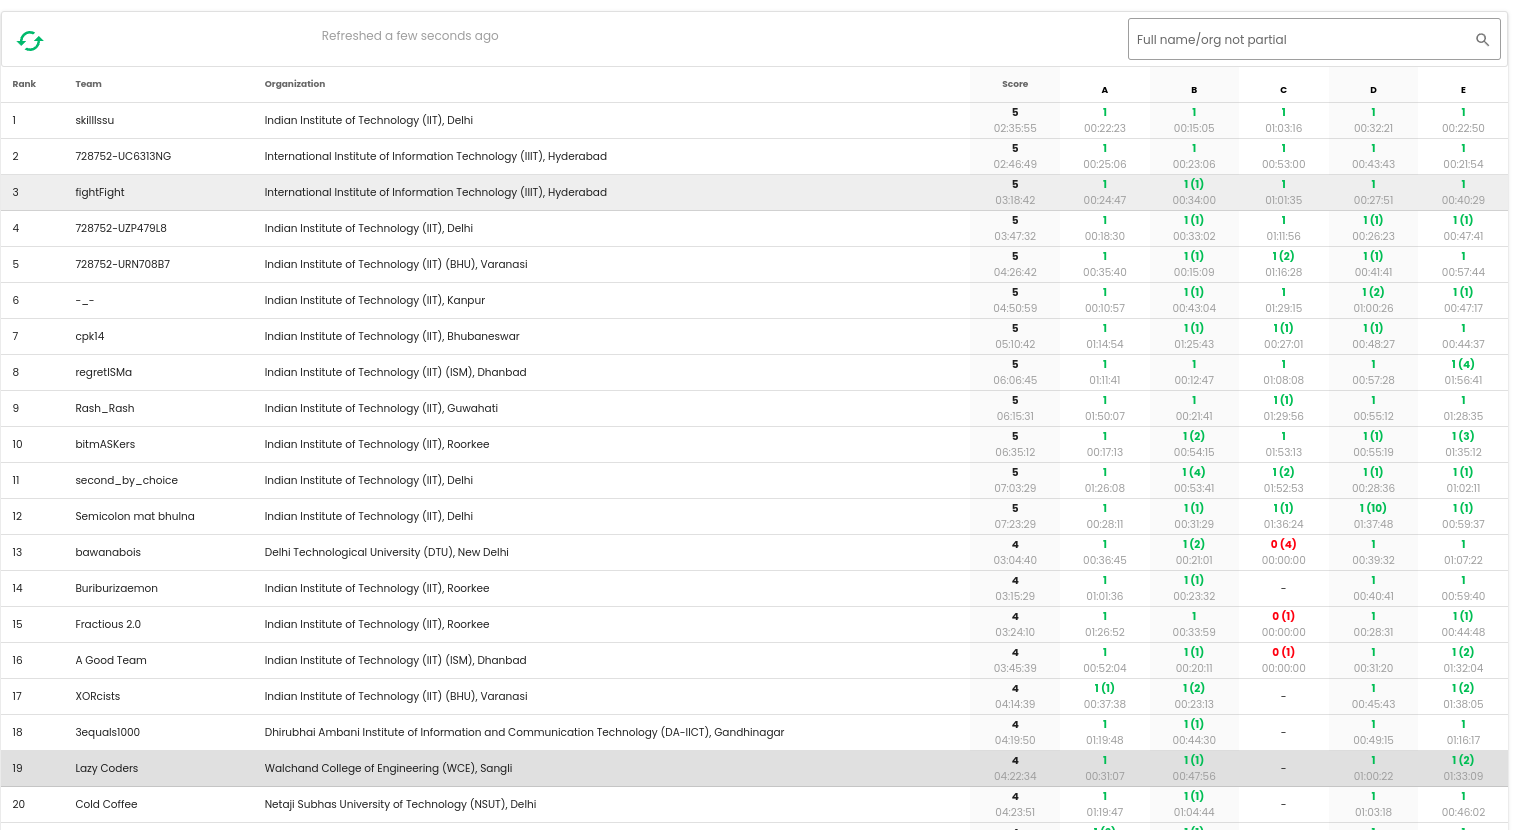 Refreshed a few seconds ago
Full name/org not partial
Rank Team Organization Score A B C D E
1 skillIssu Indian Institute of Technology (IIT), Delhi 5 1 1 1 1 1
02:35:55 00:22:23 00:15:05 01:03:16 00:32:21 00:22:50
2 728752-UC6313NG International Institute of Information Technology (IIIT), Hyderabad 5 1 1 1 1 1
02:46:49 00:25:06 00:23:06 00:53:00 00:43:43 00:21:54
3 fightFight International Institute of Information Technology (IIIT), Hyderabad 5 1 1 (1) 1 1 1
03:18:42 00:24:47 00:34:00 01:01:35 00:27:51 00:40:29
4 728752-UZP479L8 Indian Institute of Technology (IIT), Delhi 5 1 1 (1) 1 1 (1) 1 (1)
03:47:32 00:18:30 00:33:02 01:11:56 00:26:23 00:47:41
5 728752-URN708B7 Indian Institute of Technology (IIT) (BHU), Varanasi 5 1 1 (1) 1 (2) 1 (1) 1
04:26:42 00:35:40 00:15:09 01:16:28 00:41:41 00:57:44
6 -_- Indian Institute of Technology (IIT), Kanpur 5 1 1 (1) 1 1 (2) 1 (1)
04:50:59 00:10:57 00:43:04 01:29:15 01:00:26 00:47:17
7 cpk14 Indian Institute of Technology (IIT), Bhubaneswar 5 1 1 (1) 1 (1) 1 (1) 1
05:10:42 01:14:54 01:25:43 00:27:01 00:48:27 00:44:37
8 regretISMa Indian Institute of Technology (IIT) (ISM), Dhanbad 5 1 1 1 1 1 (4)
06:06:45 01:11:41 00:12:47 01:08:08 00:57:28 01:56:41
9 Rash_Rash Indian Institute of Technology (IIT), Guwahati 5 1 1 1 (1) 1 1
06:15:31 01:50:07 00:21:41 01:29:56 00:55:12 01:28:35
10 bitmASKers Indian Institute of Technology (IIT), Roorkee 5 1 1 (2) 1 1 (1) 1 (3)
06:35:12 00:17:13 00:54:15 01:53:13 00:55:19 01:35:12
11 second_by_choice Indian Institute of Technology (IIT), Delhi 5 1 1 (4) 1 (2) 1 (1) 1 (1)
07:03:29 01:26:08 00:53:41 01:52:53 00:28:36 01:02:11
12 Semicolon mat bhulna Indian Institute of Technology (IIT), Delhi 5 1 1 (1) 1 (1) 1 (10) 1 (1)
07:23:29 00:28:11 00:31:29 01:36:24 01:37:48 00:59:37
13 bawanabois Delhi Technological University (DTU), New Delhi 4 1 1 (2) 0 (4) 1 1
03:04:40 00:36:45 00:21:01 00:00:00 00:39:32 01:07:22
14 Buriburizaemon Indian Institute of Technology (IIT), Roorkee 4 1 1 (1) - 1 1
03:15:29 01:01:36 00:23:32 00:40:41 00:59:40
15 Fractious 2.0 Indian Institute of Technology (IIT), Roorkee 4 1 1 0 (1) 1 1 (1)
03:24:10 01:26:52 00:33:59 00:00:00 00:28:31 00:44:48
16 A Good Team Indian Institute of Technology (IIT) (ISM), Dhanbad 4 1 1 (1) 0 (1) 1 1 (2)
03:45:39 00:52:04 00:20:11 00:00:00 00:31:20 01:32:04
17 XORcists Indian Institute of Technology (IIT) (BHU), Varanasi 4 1 (1) 1 (2) - 1 1 (2)
04:14:39 00:37:38 00:23:13 00:45:43 01:38:05
18 3equals1000 Dhirubhai Ambani Institute of Information and Communication Technology (DA-IICT), Gandhinagar 4 1 1 (1) - 1 1
04:19:50 01:19:48 00:44:30 00:49:15 01:16:17
19 Lazy Coders Walchand College of Engineering (WCE), Sangli 4 1 1 (1) - 1 1 (2)
04:22:34 00:31:07 00:47:56 01:00:22 01:33:09
20 Cold Coffee Netaji Subhas University of Technology (NSUT), Delhi 4 1 1 (1) - 1 1
04:23:51 01:19:47 01:04:44 01:03:18 00:46:02